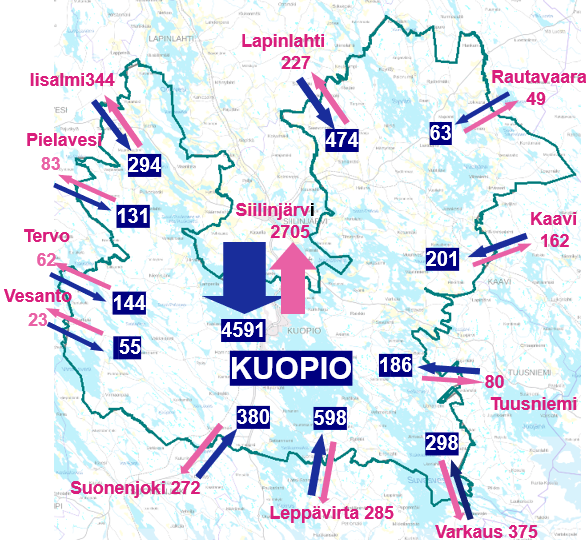 LAPINLAHTI
Lapinlahti
227
Iisalmi344
Rautavaara
49
474
63
Pielavesi
83
294
131
Siilinjärvi
2705
SIILINJÄRVI
Kaavi
162
Tervo
62
201
KAAVI
144
Vesanto
23
4591
KUOPIO
55
KUOPIO
186
80
TUUSNIEMI
Tuusniemi
380
598
298
Suonenjoki 272
Leppävirta 285
Varkaus 375